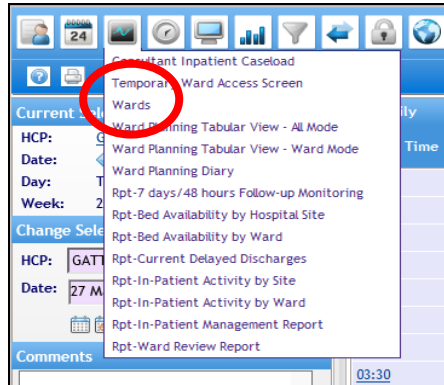 24
Consultant Inpatient Caseload
Temporary Ward Access Screen
Wards
Ward Planning Tabular View - All Mode
Ward Planning Tabular View - Ward Mode
Ward Planning Diary
Rpt-7 days/48 hours Follow-up Monitoring
Rpt-Bed Availability by Hospital Site
Rpt-Bed Availability by Ward
Rpt-Current Delayed Discharges
Rpt-In-Patient Activity by Site
Rpt-In-Patient Activity by Ward
Rpt-In-Patient Management Report
Rpt-Ward Review Report
Current
HCP: G
Date:
Day: T
Week: 2
Change Sele
HCP: GATT
Date: 27 M
Comments
ily
Time
03:30